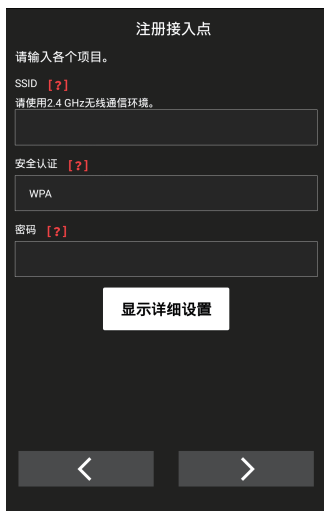 注册接入点
请输入各个项目。
SSID [?]
请使用2.4 GHz无线通信环境。
安全认证 [?]
WPA
密码 [?]
显示详细设置